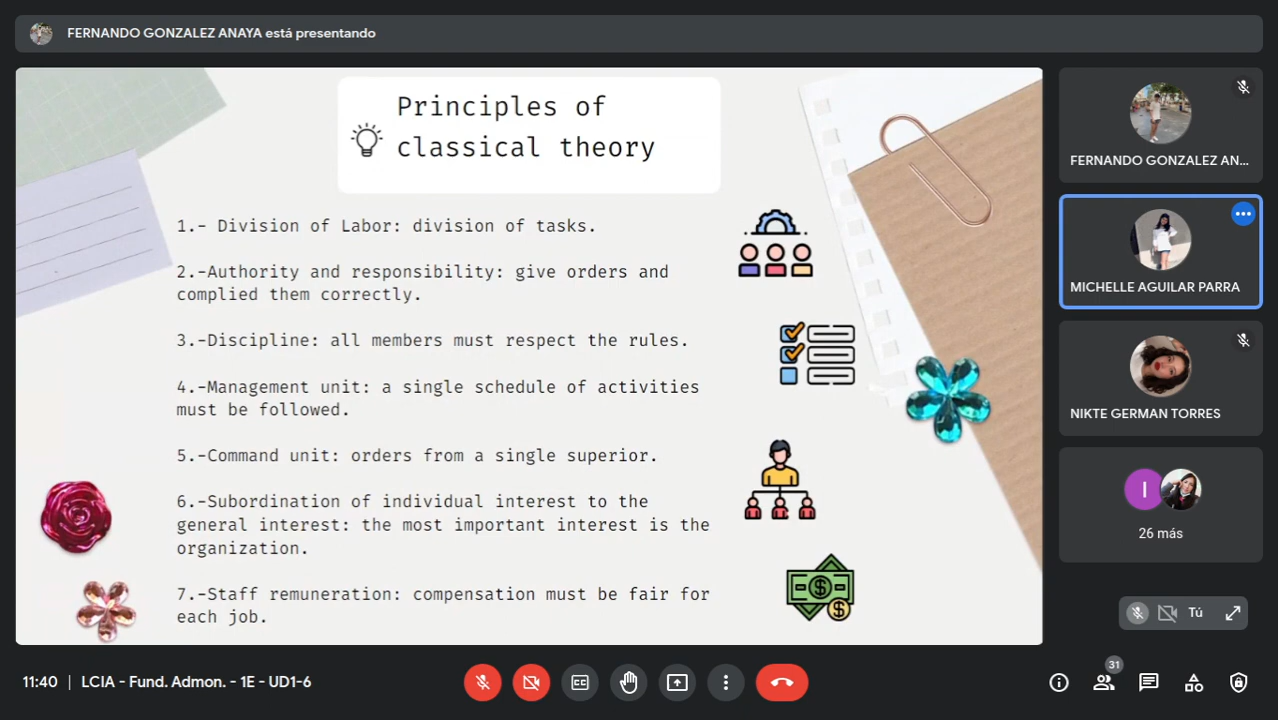 FERNANDO GONZALEZ ANAYA está presentando
Principles of
classical theory
1.- Division of Labor: division of tasks.
2.-Authority and responsibility: give orders and
complied them correctly.
3.-Discipline: all members must respect the rules.
4.-Management unit: a single schedule of activities
must be followed.
5.-Command unit: orders from a single superior.
6.-Subordination of individual interest to the
general interest: the most important interest is the
organization.
7.-Staff remuneration: compensation must be fair for
each job.
FERNANDO GONZALEZ AN...
MICHELLE AGUILAR PARRA
NIKTE GERMAN TORRES
I
26 más
Tú
11:40 | LCIA - Fund. Admon. - 1E - UD1-6
31